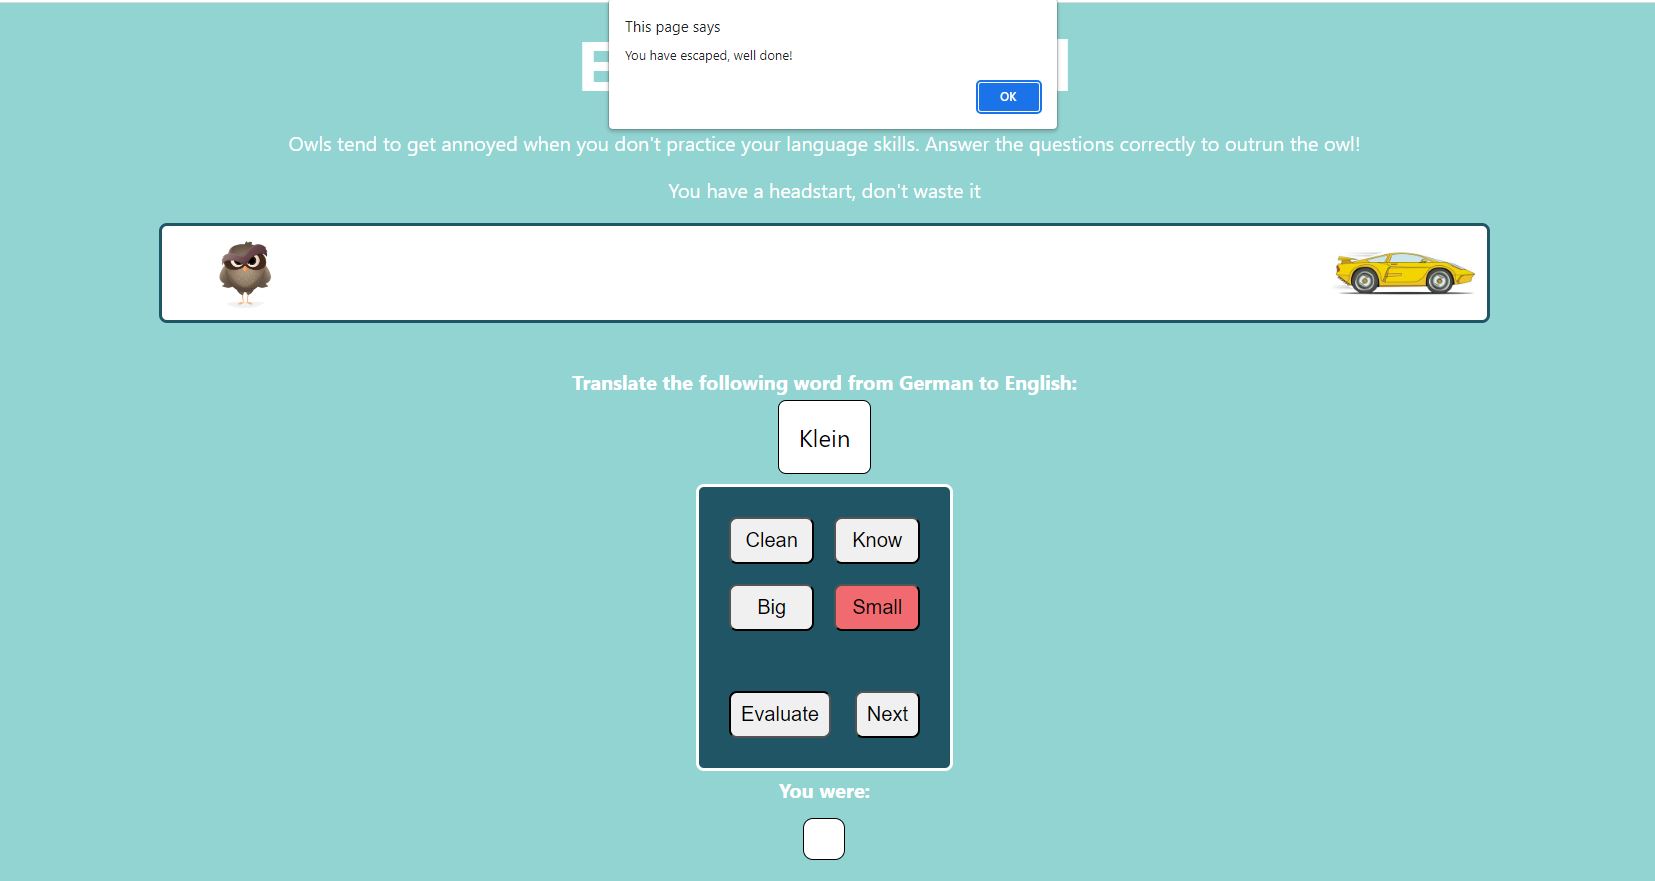 This page says
You have escaped, well done!
OK
Owls tend to get annoyed when you don't practice your language skills. Answer the questions correctly to outrun the owl!
You have a headstart, don't waste it
Translate the following word from German to English:
Klein
Clean Know
Big Small
Evaluate Next
You were: